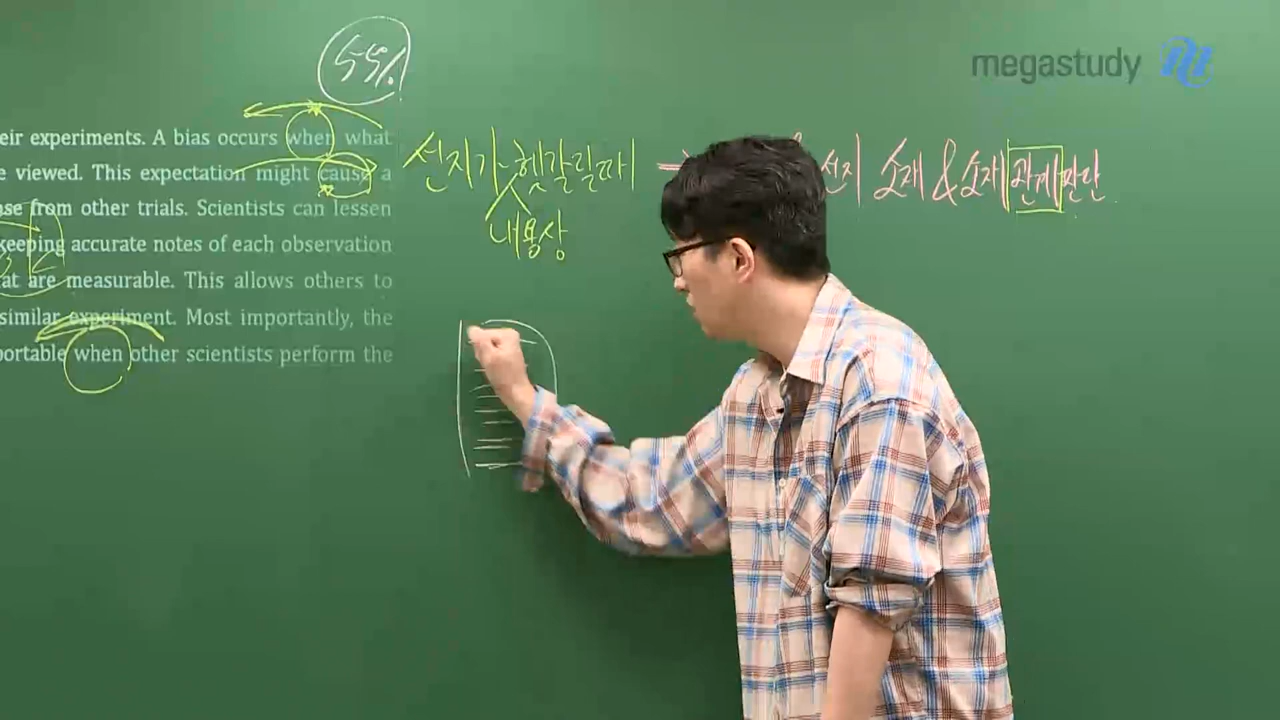 55%
megastudy
eir experiments. A bias occurs when what
e viewed. This expectation might cause a
ose from other trials. Scientists can lessen
keeping accurate notes of each observation
at are measurable. This allows others to
similar experiment. Most importantly, the
portable when other scientists perform the
선지가 헷갈릴때
내용상
선지 소재 & 소재 관계 판단